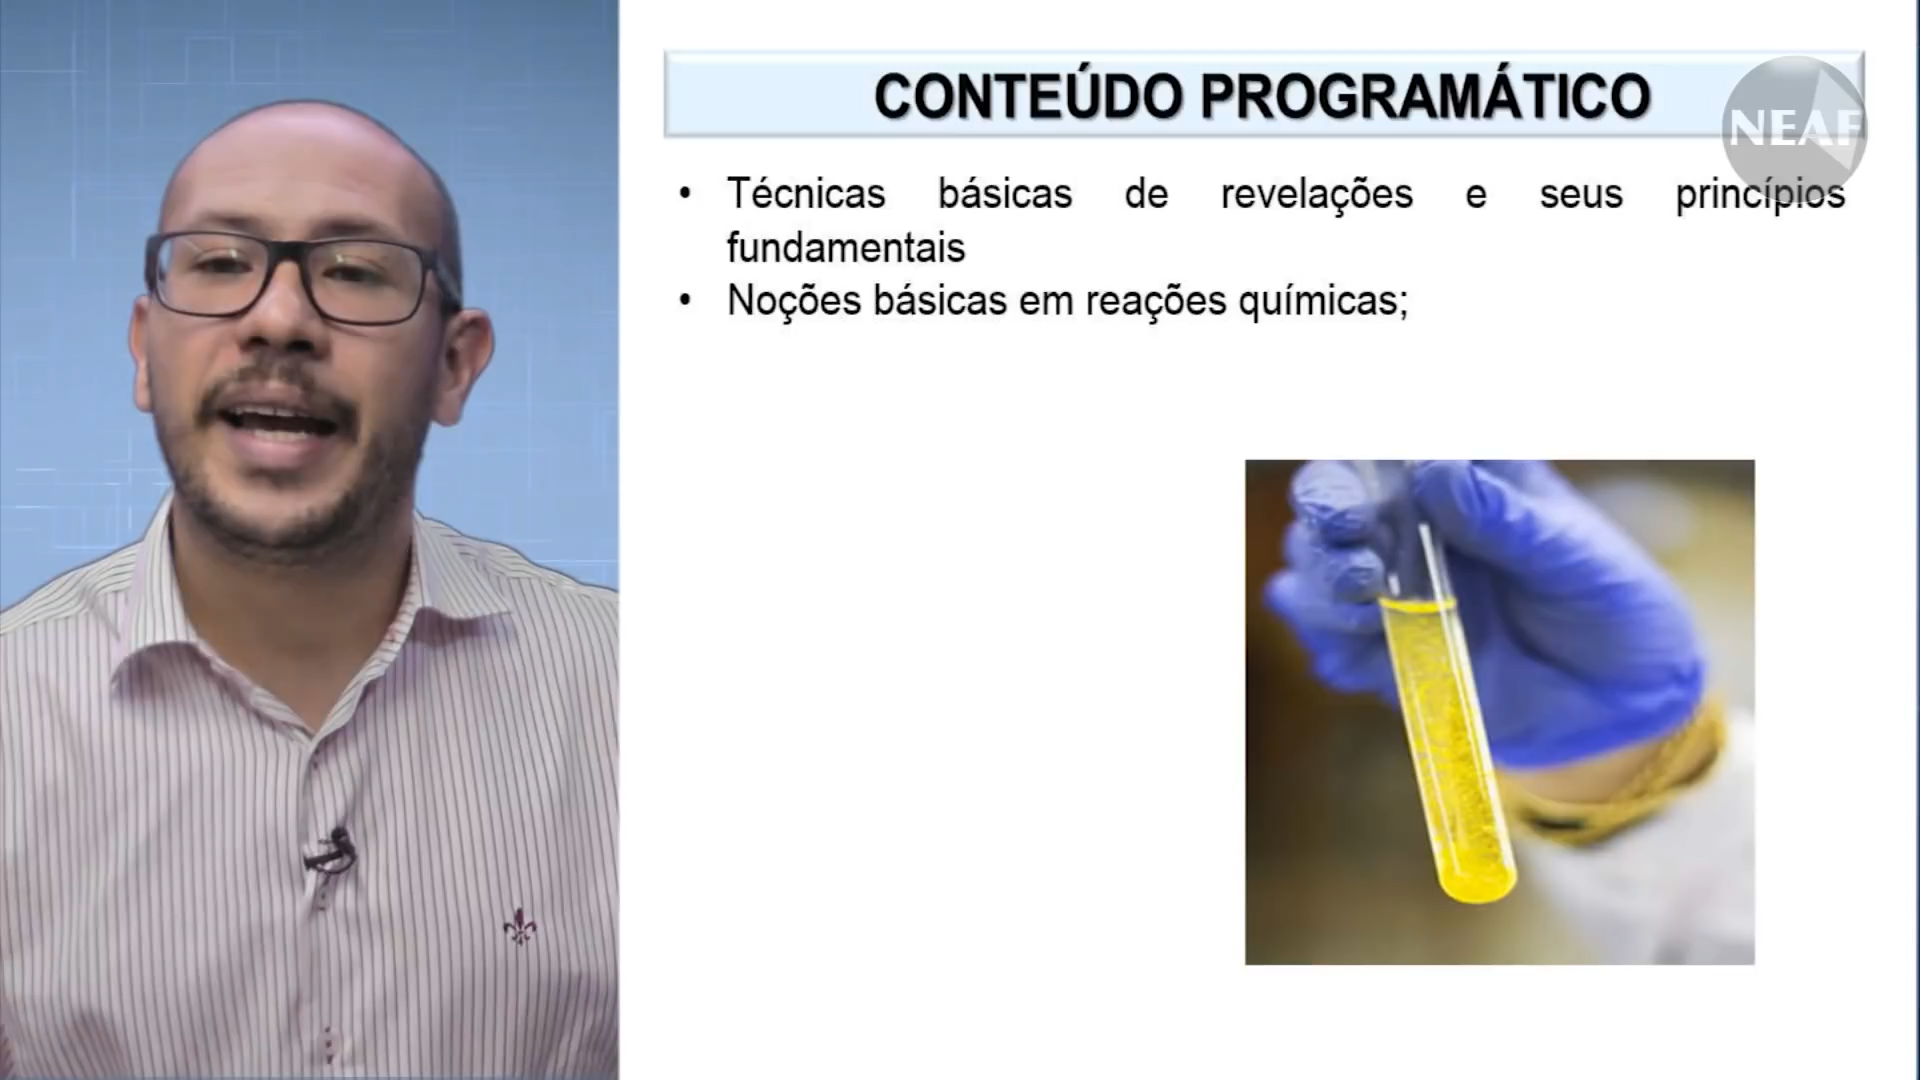 CONTEÚDO PROGRAMÁTICO
NEAF
• Técnicas básicas de revelações e seus princípios
fundamentais
• Noções básicas em reações químicas;